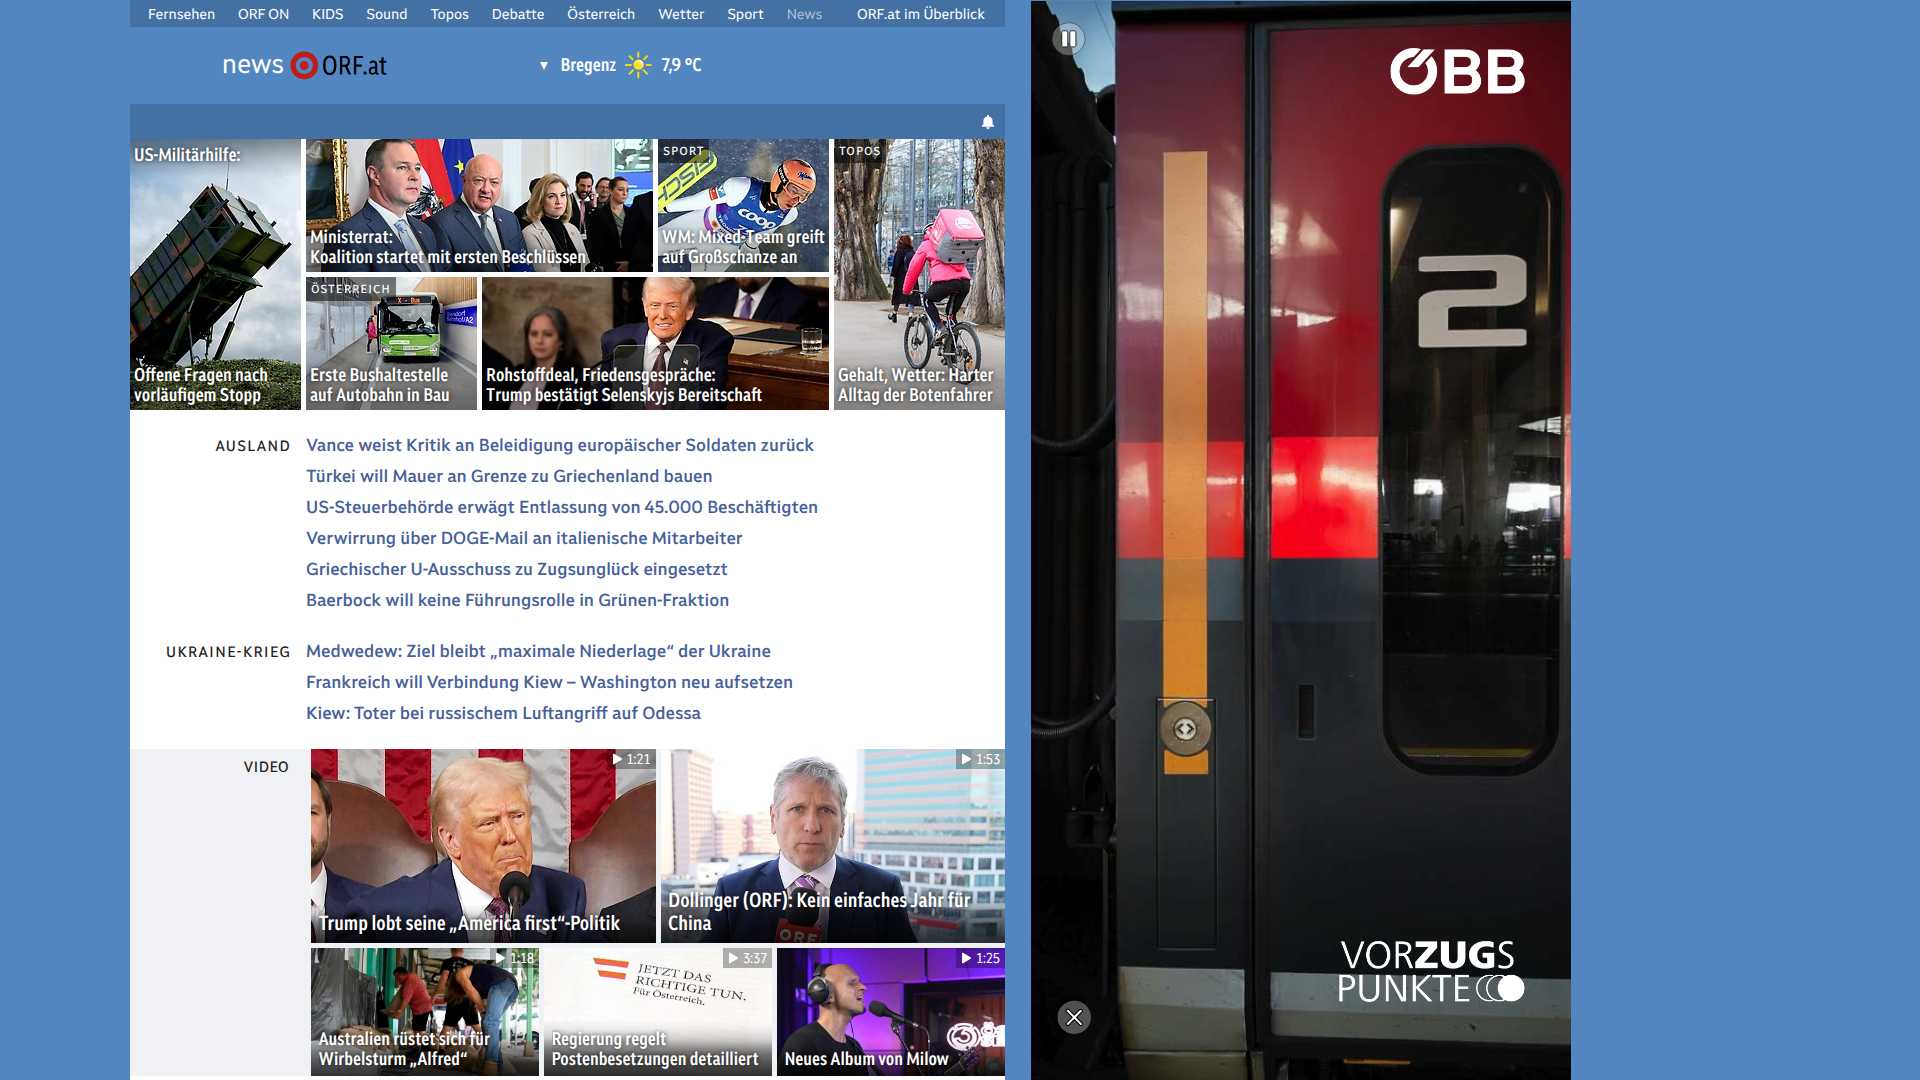 Fernsehen ORF ON KIDS Sound Topos Debatte Österreich Wetter Sport News ORF.at im Überblick
news ORF.at
Bregenz 7,9 °C
US-Militärhilfe:
Offene Fragen nach
vorläufigem Stopp
Ministerrat:
Koalition startet mit ersten Beschlüssen
SPORT
WM: Mixed-Team greift
auf Großschanze an
TOPOS
Gehalt, Wetter: Harter
Alltag der Botenfahrer
ÖSTERREICH
X - Bus
Bahnhof/A2
Erste Bushaltestelle
auf Autobahn in Bau
Rohstoffdeal, Friedensgespräche:
Trump bestätigt Selenskyjs Bereitschaft
coop
AUSLAND
Vance weist Kritik an Beleidigung europäischer Soldaten zurück
Türkei will Mauer an Grenze zu Griechenland bauen
US-Steuerbehörde erwägt Entlassung von 45.000 Beschäftigten
Verwirrung über DOGE-Mail an italienische Mitarbeiter
Griechischer U-Ausschuss zu Zugsunglück eingesetzt
Baerbock will keine Führungsrolle in Grünen-Fraktion
UKRAINE-KRIEG
Medwedew: Ziel bleibt „maximale Niederlage“ der Ukraine
Frankreich will Verbindung Kiew – Washington neu aufsetzen
Kiew: Toter bei russischem Luftangriff auf Odessa
VIDEO
1:21
Trump lobt seine „America first“-Politik
1:53
Dollinger (ORF): Kein einfaches Jahr für
China
ORF
1:18
Australien rüstet sich für
Wirbelsturm „Alfred“
3:37
JETZT DAS
RICHTIGE TUN.
Für Österreich.
Regierung regelt
Postenbesetzungen detailliert
1:25
Neues Album von Milow
ÖBB
2
VORZUGS
PUNKTE